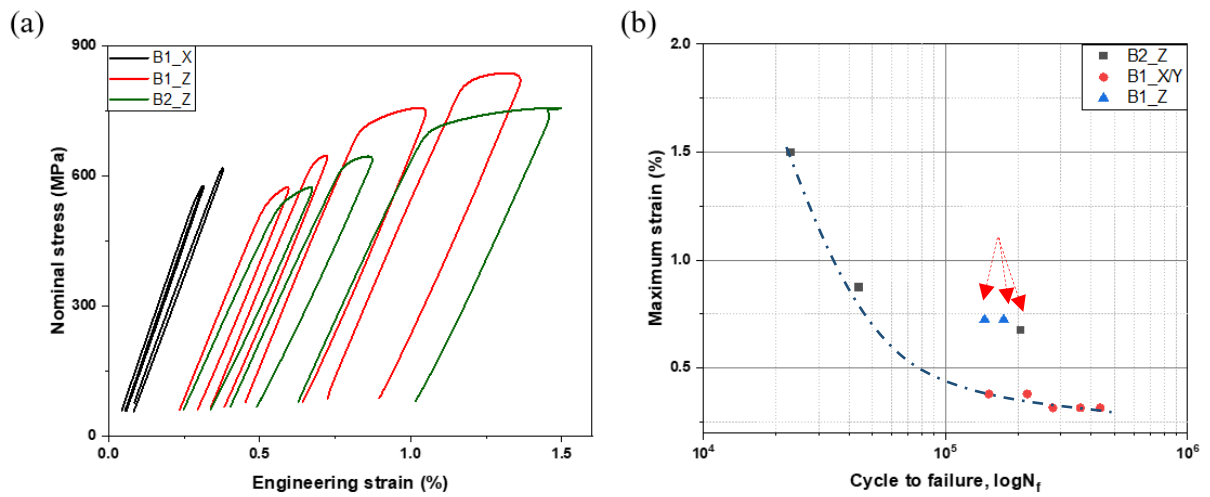 (a)
B1_X
B1_Z
B2_Z
900
600
300
0
Nominal stress (MPa)
0.0
0.5
1.0
1.5
Engineering strain (%)
(b)
B2_Z
B1_X/Y
B1_Z
2.0
1.5
1.0
0.5
Maximum strain (%)
10⁴
10⁵
10⁶
Cycle to failure, logN_f